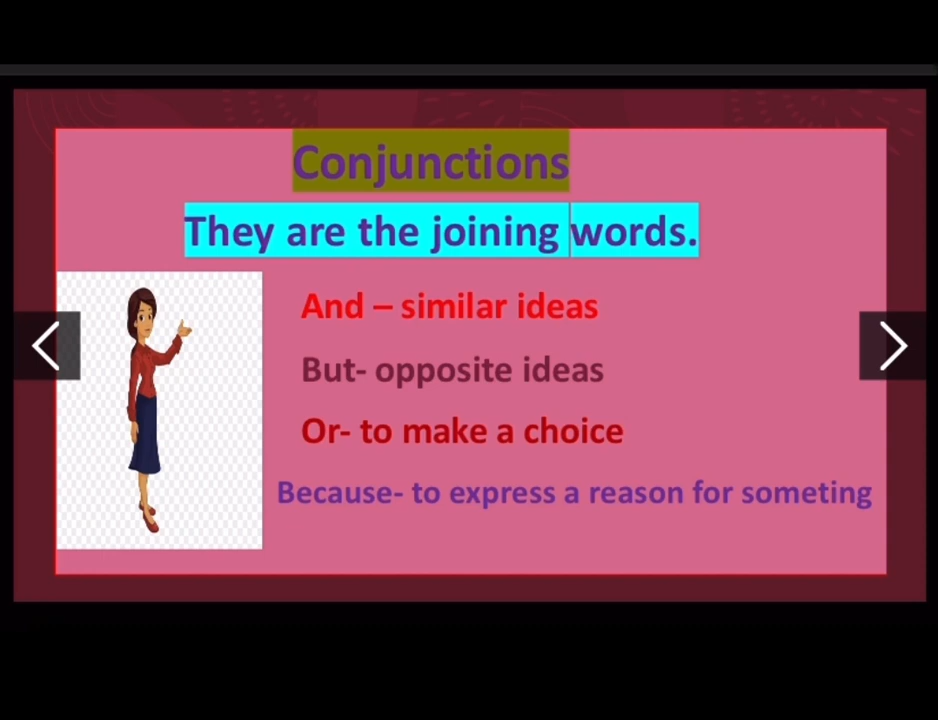 Conjunctions
They are the joining words.
And – similar ideas
But- opposite ideas
Or- to make a choice
Because- to express a reason for someting